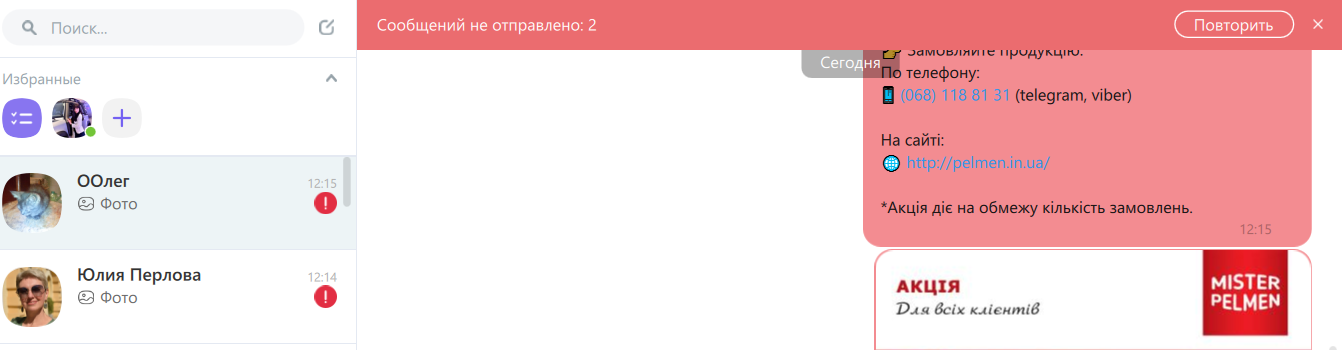 Поиск...
Избранные
ООлег
12:15
Фото
Юлия Перлова
12:14
Фото
Сообщений не отправлено: 2
Повторить
Замовляйте продукцію:
Сегодня
По телефону:
(068) 118 81 31 (telegram, viber)
На сайті:
http://pelmen.in.ua/
*Акція діє на обмежу кількість замовлень.
12:15
АКЦІЯ
Для всіх клієнтів
MISTER
PELMEN